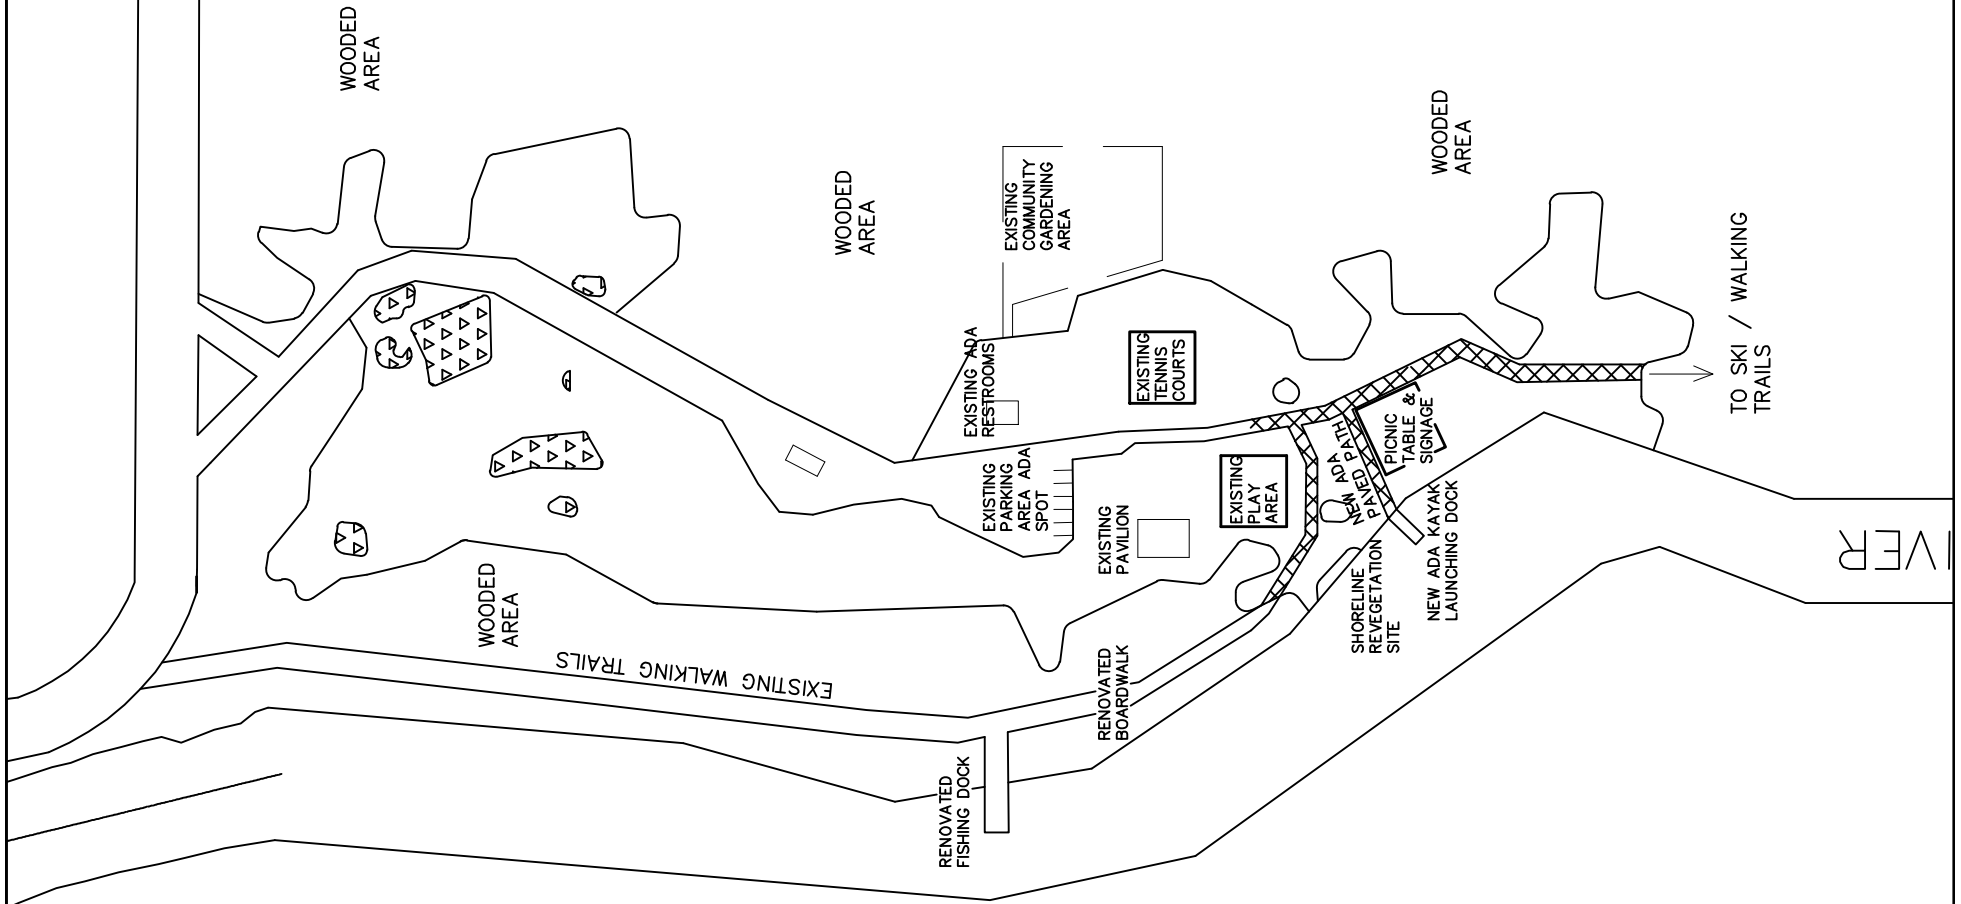 WOODED
AREA
WOODED
AREA
WOODED
AREA
WOODED
AREA
EXISTING
COMMUNITY
GARDENING
AREA
EXISTING ADA
RESTROOMS
EXISTING
TENNIS
COURTS
EXISTING
PARKING
AREA ADA
SPOT
EXISTING
PAVILION
EXISTING
PLAY
AREA
NEW ADA
PAVED PATH
PICNIC
TABLE &
SIGNAGE
TO SKI / WALKING
TRAILS
NEW ADA KAYAK
LAUNCHING DOCK
SHORELINE
REVEGETATION
SITE
RENOVATED
BOARDWALK
RENOVATED
FISHING DOCK
EXISTING WALKING TRAILS
IVER